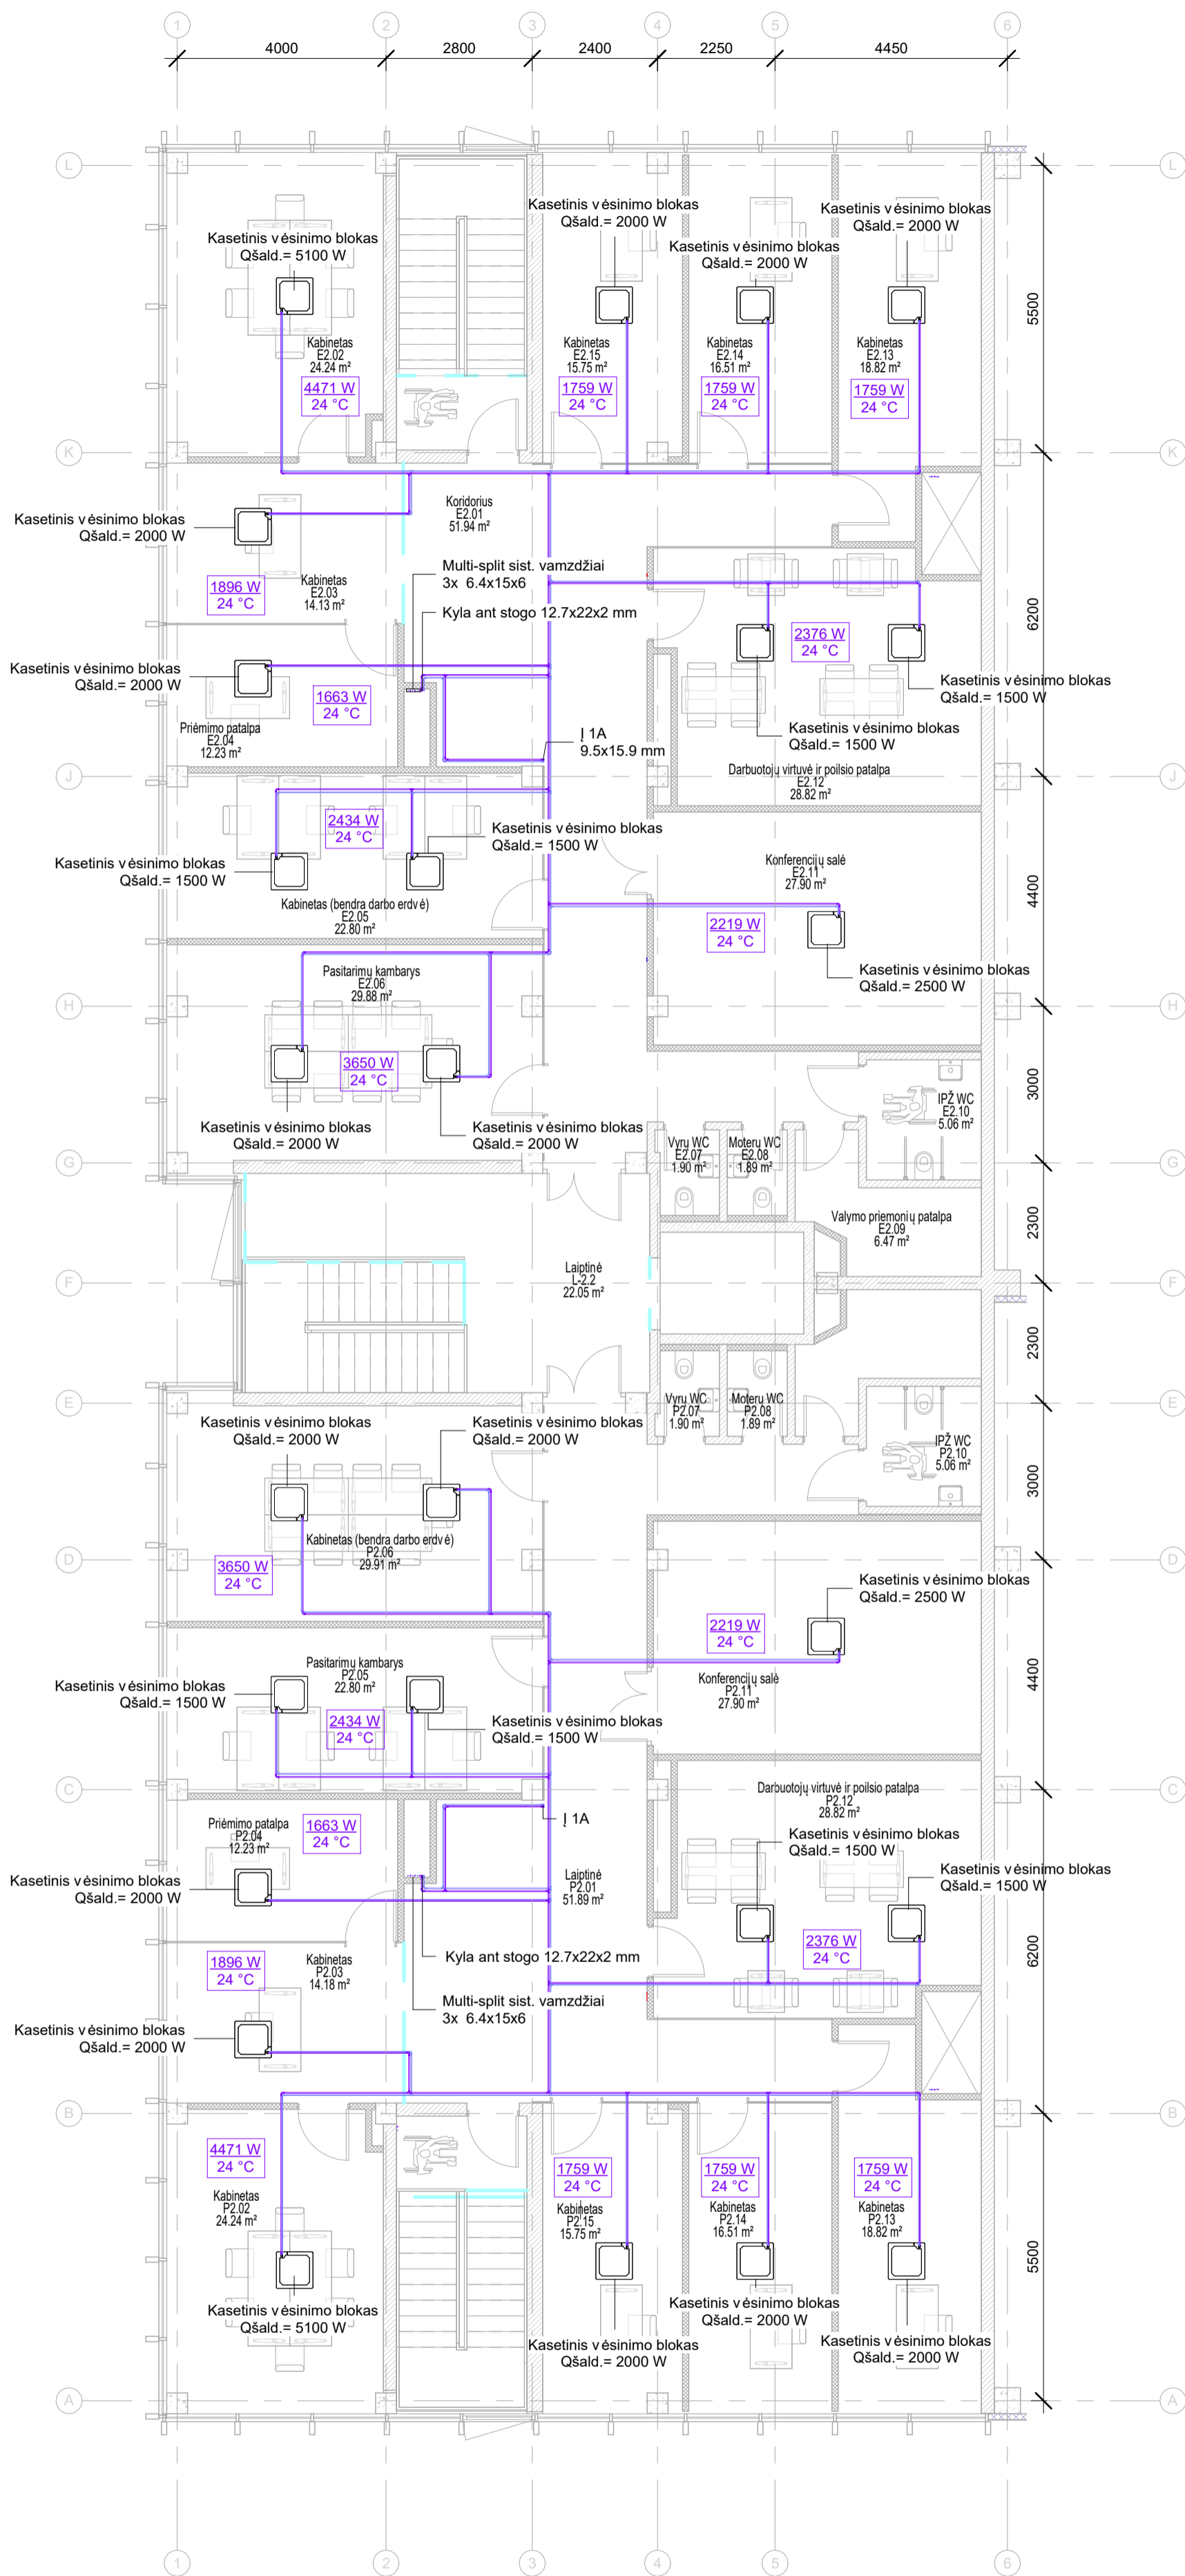 1
2
3
4
5
6
4000
2800
2400
2250
4450
L
L
Kasetinis vėsinimo blokas
Qšald.= 2000 W
Kasetinis vėsinimo blokas
Qšald.= 2000 W
Kasetinis vėsinimo blokas
Qšald.= 5100 W
Kasetinis vėsinimo blokas
Qšald.= 2000 W
5500
Kabinetas
E2.02
24.24 m²
4471 W
24 °C
Kabinetas
E2.15
15.75 m²
1759 W
24 °C
Kabinetas
E2.14
16.51 m²
1759 W
24 °C
Kabinetas
E2.13
18.82 m²
1759 W
24 °C
K
K
Kasetinis vėsinimo blokas
Qšald.= 2000 W
Koridorius
E2.01
51.94 m²
Multi-split sist. vamzdžiai
3x 6.4x15x6
1896 W
24 °C
Kabinetas
E2.03
14.13 m²
Kyla ant stogo 12.7x22x2 mm
6200
2376 W
24 °C
Kasetinis vėsinimo blokas
Qšald.= 2000 W
1663 W
24 °C
Kasetinis vėsinimo blokas
Qšald.= 1500 W
Priėmimo patalpa
E2.04
12.23 m²
Į 1A
9.5x15.9 mm
Kasetinis vėsinimo blokas
Qšald.= 1500 W
Darbuotojų virtuvė ir poilsio patalpa
E2.12
28.82 m²
J
J
2434 W
24 °C
Kasetinis vėsinimo blokas
Qšald.= 1500 W
Kasetinis vėsinimo blokas
Qšald.= 1500 W
Konferencijų salė
E2.11
27.90 m²
4400
Kabinetas (bendra darbo erdvė)
E2.05
22.80 m²
2219 W
24 °C
Kasetinis vėsinimo blokas
Qšald.= 2500 W
Pasitarimų kambarys
E2.06
29.88 m²
H
H
3650 W
24 °C
3000
Kasetinis vėsinimo blokas
Qšald.= 2000 W
Kasetinis vėsinimo blokas
Qšald.= 2000 W
IPŽ WC
E2.10
5.06 m²
Vyrų WC
E2.07
1.90 m²
Moterų WC
E2.08
1.89 m²
G
G
Valymo priemonių patalpa
E2.09
6.47 m²
2300
Laiptinė
L-2.2
22.05 m²
F
F
2300
Vyrų WC
P2.07
1.90 m²
Moterų WC
P2.08
1.89 m²
E
E
Kasetinis vėsinimo blokas
Qšald.= 2000 W
Kasetinis vėsinimo blokas
Qšald.= 2000 W
IPŽ WC
P2.10
5.06 m²
3000
Kabinetas (bendra darbo erdvė)
P2.06
29.91 m²
D
D
3650 W
24 °C
Kasetinis vėsinimo blokas
Qšald.= 2500 W
2219 W
24 °C
Pasitarimų kambarys
P2.05
22.80 m²
Konferencijų salė
P2.11
27.90 m²
4400
Kasetinis vėsinimo blokas
Qšald.= 1500 W
2434 W
24 °C
Kasetinis vėsinimo blokas
Qšald.= 1500 W
C
C
Darbuotojų virtuvė ir poilsio patalpa
P2.12
28.82 m²
Priėmimo patalpa
P2.04
12.23 m²
1663 W
24 °C
Į 1A
Kasetinis vėsinimo blokas
Qšald.= 1500 W
Kasetinis vėsinimo blokas
Qšald.= 2000 W
Laiptinė
P2.01
51.89 m²
Kasetinis vėsinimo blokas
Qšald.= 1500 W
2376 W
24 °C
6200
1896 W
24 °C
Kabinetas
P2.03
14.18 m²
Kyla ant stogo 12.7x22x2 mm
Multi-split sist. vamzdžiai
3x 6.4x15x6
Kasetinis vėsinimo blokas
Qšald.= 2000 W
B
B
4471 W
24 °C
Kabinetas
P2.02
24.24 m²
1759 W
24 °C
Kabinetas
P2.15
15.75 m²
1759 W
24 °C
Kabinetas
P2.14
16.51 m²
1759 W
24 °C
Kabinetas
P2.13
18.82 m²
5500
Kasetinis vėsinimo blokas
Qšald.= 5100 W
Kasetinis vėsinimo blokas
Qšald.= 2000 W
Kasetinis vėsinimo blokas
Qšald.= 2000 W
Kasetinis vėsinimo blokas
Qšald.= 2000 W
A
A
1
2
3
4
5
6